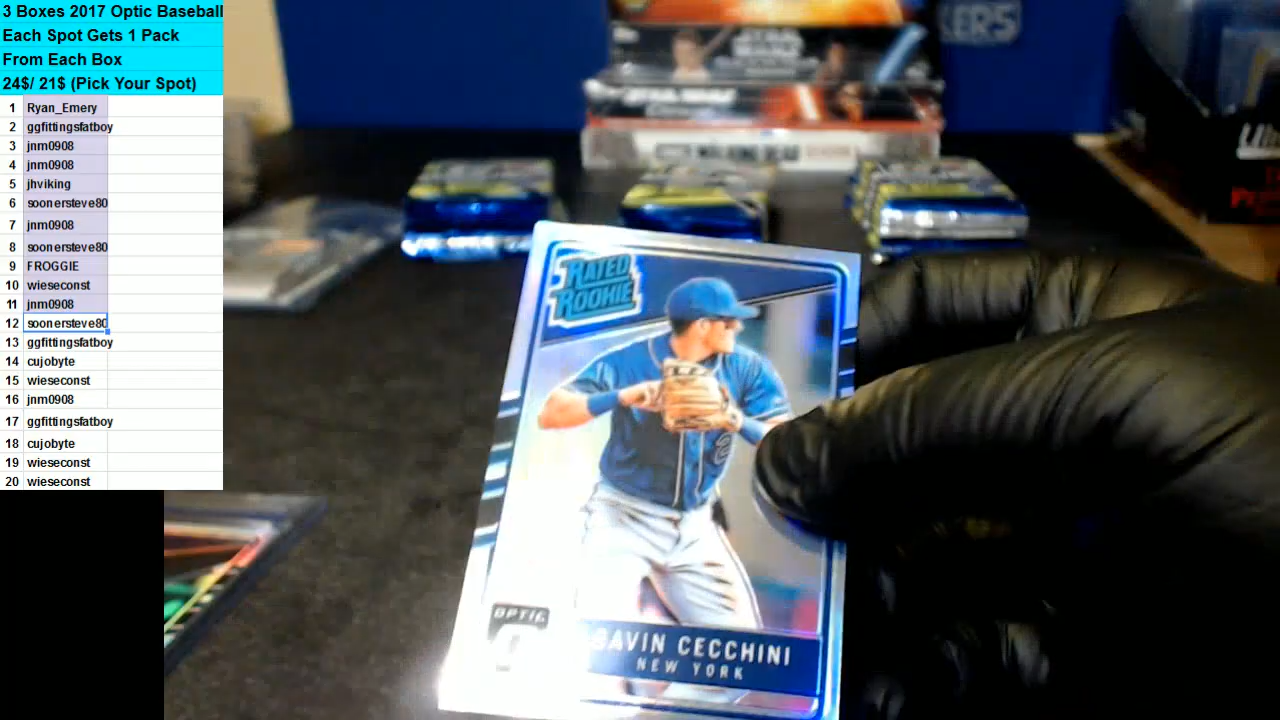 3 Boxes 2017 Optic Baseball
Each Spot Gets 1 Pack
From Each Box
24$/ 21$ (Pick Your Spot)
1 Ryan_Emery
2 ggfittingsfatboy
3 jnm0908
4 jnm0908
5 jhviking
6 soonersteve80
7 jnm0908
8 soonersteve80
9 FROGGIE
10 wieseconst
11 jnm0908
12 soonersteve80
13 ggfittingsfatboy
14 cujobyte
15 wieseconst
16 jnm0908
17 ggfittingsfatboy
18 cujobyte
19 wieseconst
20 wieseconst
KERS
STAR
WARS
RATED
ROOKIE
OPTIC
GAVIN CECCHINI
NEW YORK